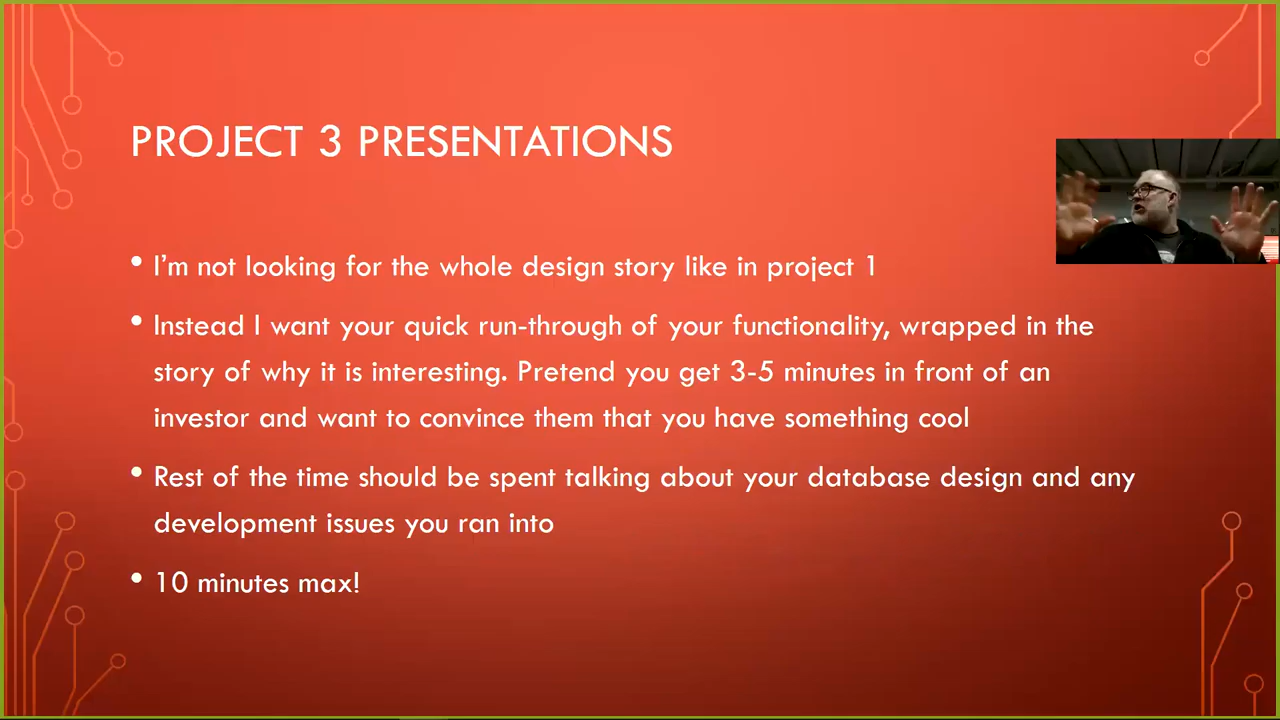 PROJECT 3 PRESENTATIONS
• I'm not looking for the whole design story like in project 1
• Instead I want your quick run-through of your functionality, wrapped in the
story of why it is interesting. Pretend you get 3-5 minutes in front of an
investor and want to convince them that you have something cool
• Rest of the time should be spent talking about your database design and any
development issues you ran into
• 10 minutes max!